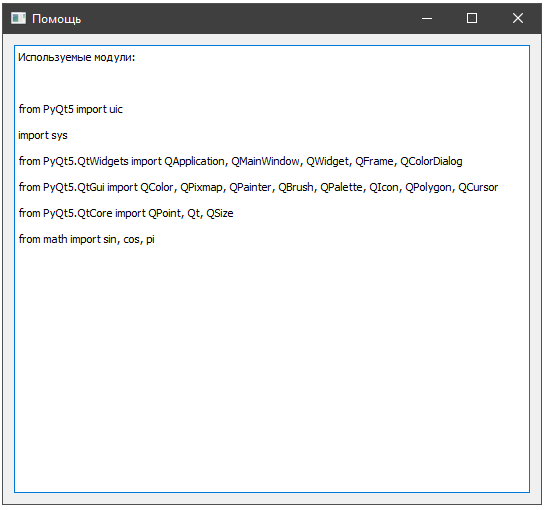 Помощь
Используемые модули:
from PyQt5 import uic
import sys
from PyQt5.QtWidgets import QApplication, QMainWindow, QWidget, QFrame, QColorDialog
from PyQt5.QtGui import QColor, QPixmap, QPainter, QBrush, QPalette, QIcon, QPolygon, QCursor
from PyQt5.QtCore import QPoint, Qt, QSize
from math import sin, cos, pi